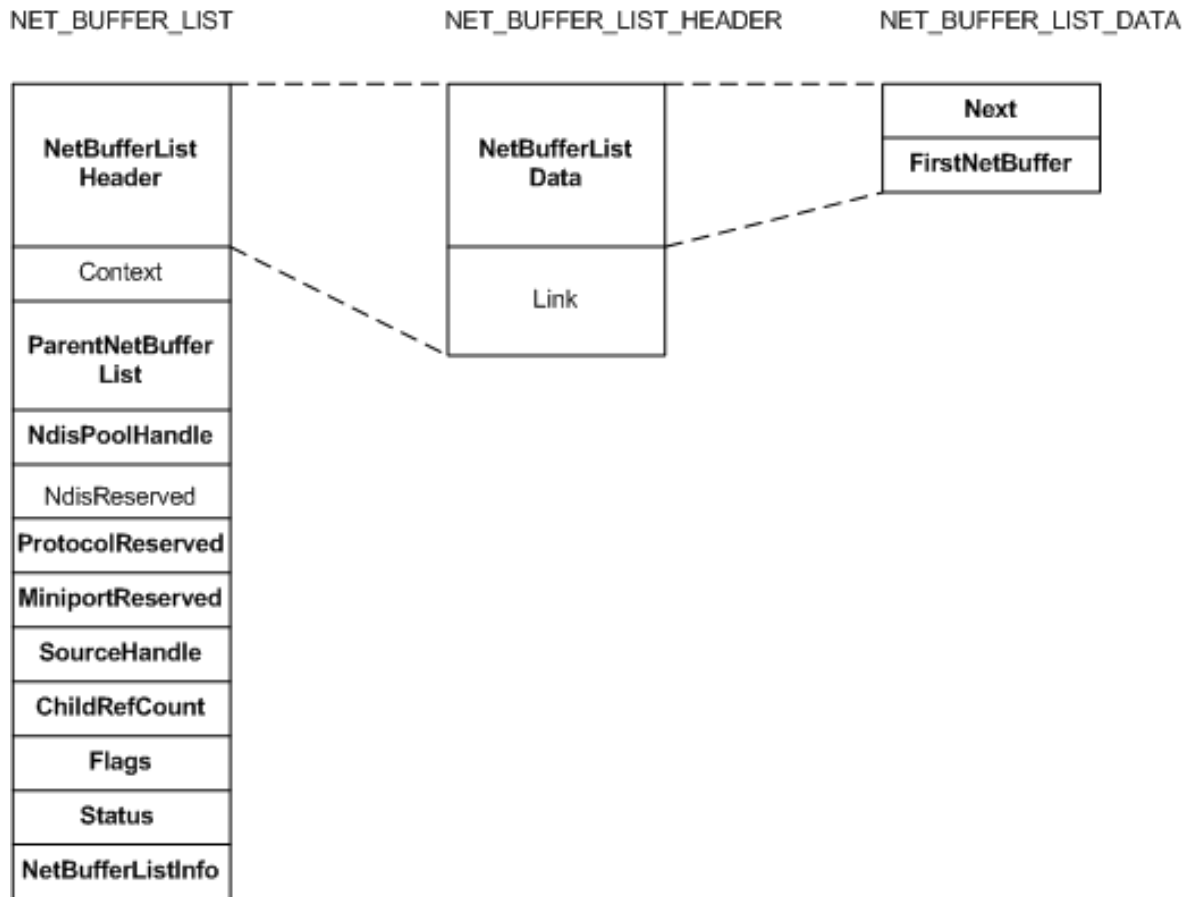 NET_BUFFER_LIST
NET_BUFFER_LIST_HEADER
NET_BUFFER_LIST_DATA
NetBufferList
Header
Context
ParentNetBuffer
List
NdisPoolHandle
NdisReserved
ProtocolReserved
MiniportReserved
SourceHandle
ChildRefCount
Flags
Status
NetBufferListInfo
NetBufferList
Data
Link
Next
FirstNetBuffer